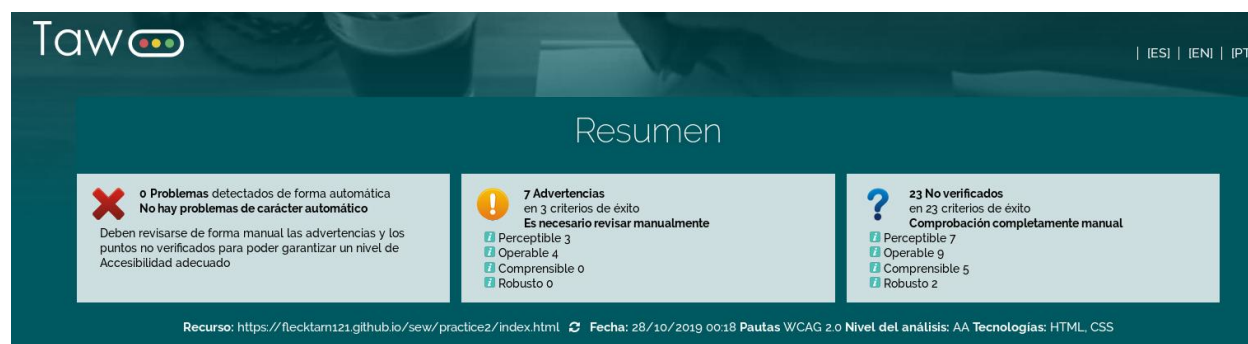 Taw
| [ES] | [EN] | [PT
Resumen
0 Problemas detectados de forma automática
No hay problemas de carácter automático
Deben revisarse de forma manual las advertencias y los
puntos no verificados para poder garantizar un nivel de
Accesibilidad adecuado
7 Advertencias
en 3 criterios de éxito
Es necesario revisar manualmente
Perceptible 3
Operable 4
Comprensible 0
Robusto 0
23 No verificados
en 23 criterios de éxito
Comprobación completamente manual
Perceptible 7
Operable 9
Comprensible 5
Robusto 2
Recurso: https://flecktarn121.github.io/sew/practice2/index.html Fecha: 28/10/2019 00:18 Pautas WCAG 2.0 Nivel del análisis: AA Tecnologías: HTML, CSS